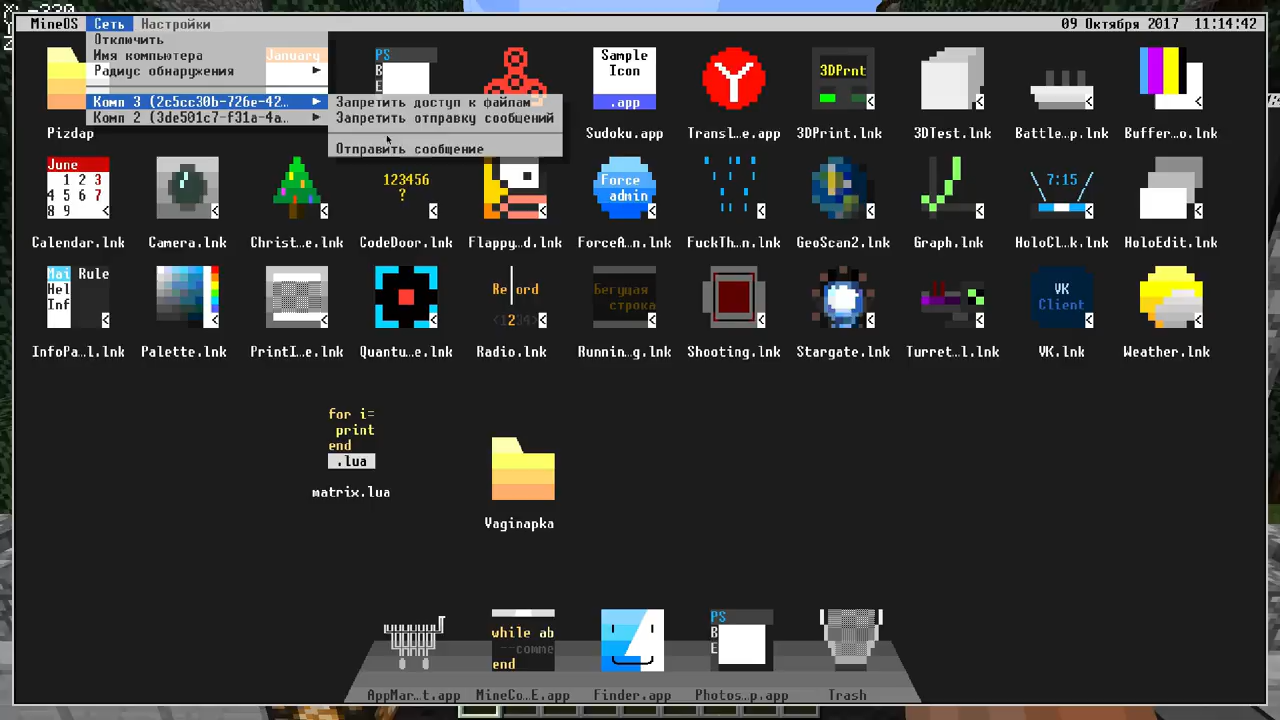 MineOS Сеть Настройки 09 Октября 2017 11:14:42
Отключить
Имя компьютера
Радиус обнаружения
Комп 3 (2c5cc30b-726e-42…
Комп 2 (3de501c7-f31a-4a…
Запретить доступ к файлам
Запретить отправку сообщений
Отправить сообщение
January
PS
B
E
Sample
Icon
.app
3DPrnt
Pizdap Sudoku.app Transl…e.app 3DPrint.lnk 3DTest.lnk Battle…p.lnk Buffer…o.lnk
June
1 2 3
4 5 6 7
8 9
123456
?
Force
admin
7:15
Calendar.lnk Camera.lnk Christ…e.lnk CodeDoor.lnk Flappy…d.lnk ForceA…n.lnk FuckTh…n.lnk GeoScan2.lnk Graph.lnk HoloCl…k.lnk HoloEdit.lnk
Mai Rule
Hel
Inf
Re ord
<1234>
Бегущая
строка
VK
Client
InfoPa…l.lnk Palette.lnk PrintI…e.lnk Quantu…e.lnk Radio.lnk Runnin…g.lnk Shooting.lnk Stargate.lnk Turret…l.lnk VK.lnk Weather.lnk
for i=
print
end
.lua
matrix.lua
Vaginapka
while ab
--comme
end
PS
B
E
AppMar…t.app MineCo…E.app Finder.app Photos…p.app Trash